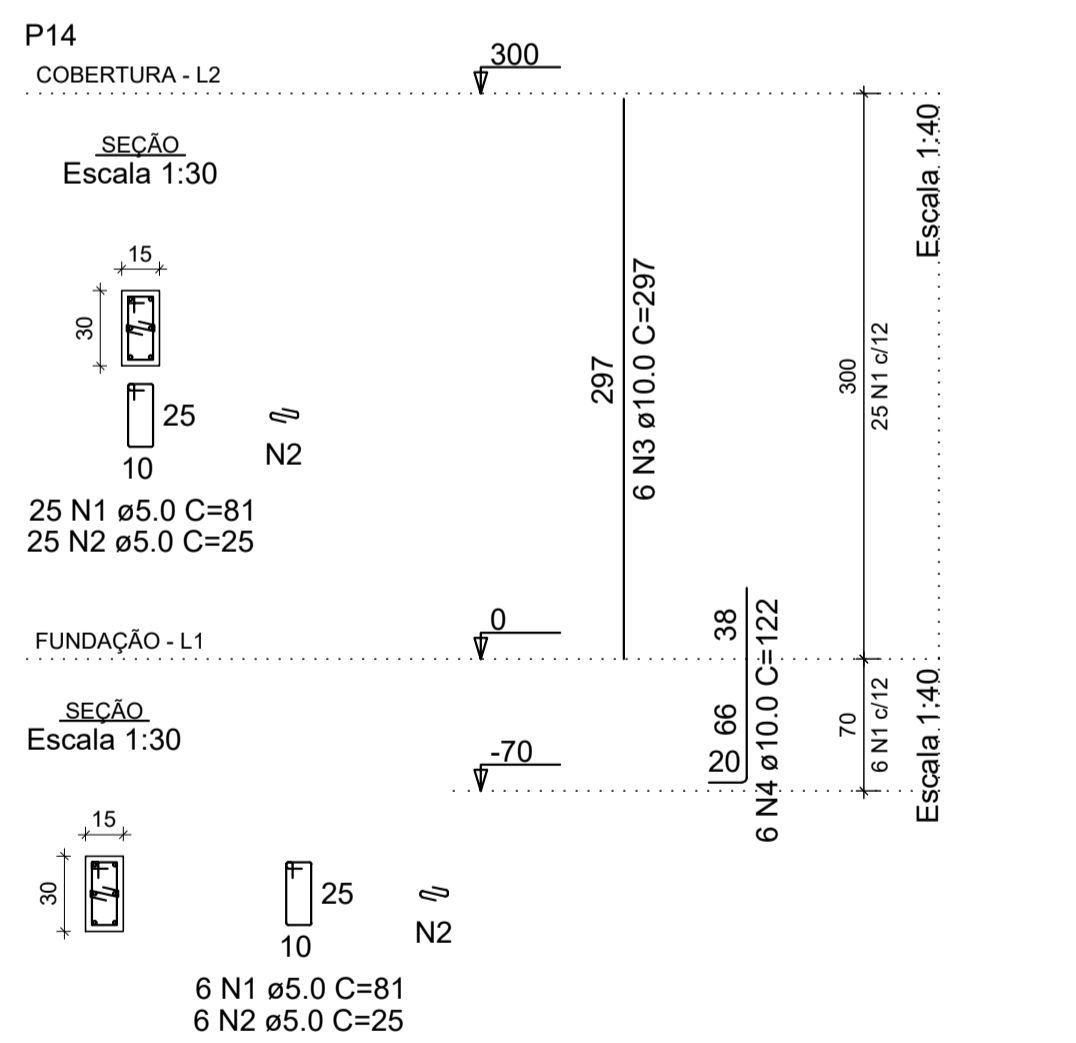 P14
COBERTURA - L2
300
SEÇÃO
Escala 1:30
15
30
25
10
N2
25 N1 ø5.0 C=81
25 N2 ø5.0 C=25
297
6 N3 ø10.0 C=297
300
25 N1 c/12
Escala 1:40
FUNDAÇÃO - L1
0
SEÇÃO
Escala 1:30
-70
38
66
20
6 N4 ø10.0 C=122
70
6 N1 c/12
Escala 1:40
15
30
25
10
N2
6 N1 ø5.0 C=81
6 N2 ø5.0 C=25